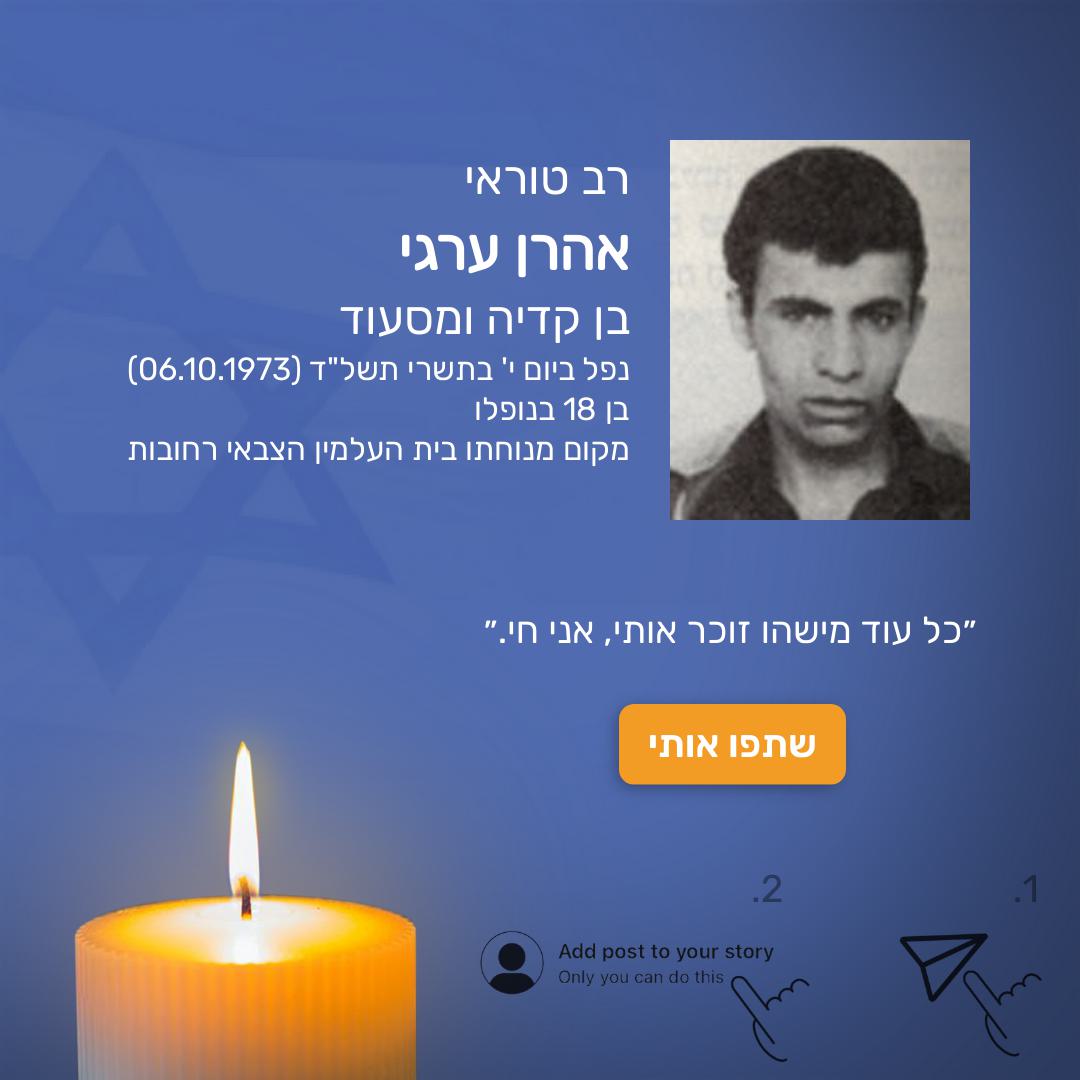 רב טוראי
אהרן ערגי
בן קדיה ומסעוד
נפל ביום י' בתשרי תשל"ד (06.10.1973)
בן 18 בנופלו
מקום מנוחתו בית העלמין הצבאי רחובות
״כל עוד מישהו זוכר אותי, אני חי.״
שתפו אותי
1.
2.
Add post to your story
Only you can do this